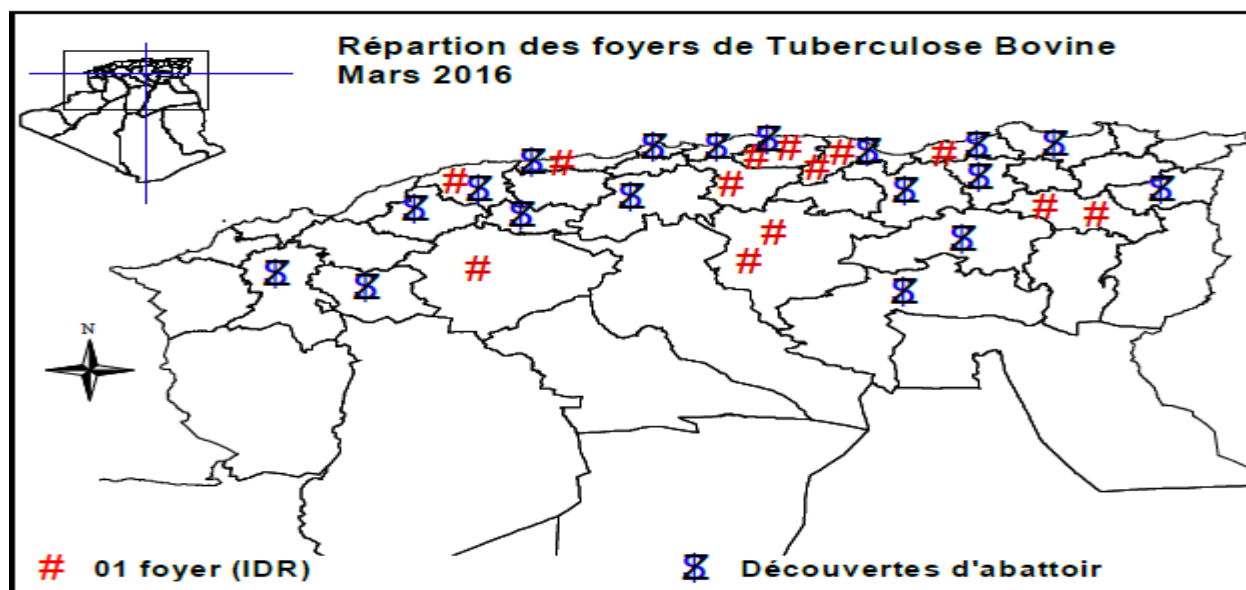 Répartion des foyers de Tuberculose Bovine
Mars 2016
N
# 01 foyer (IDR)
Découvertes d'abattoir